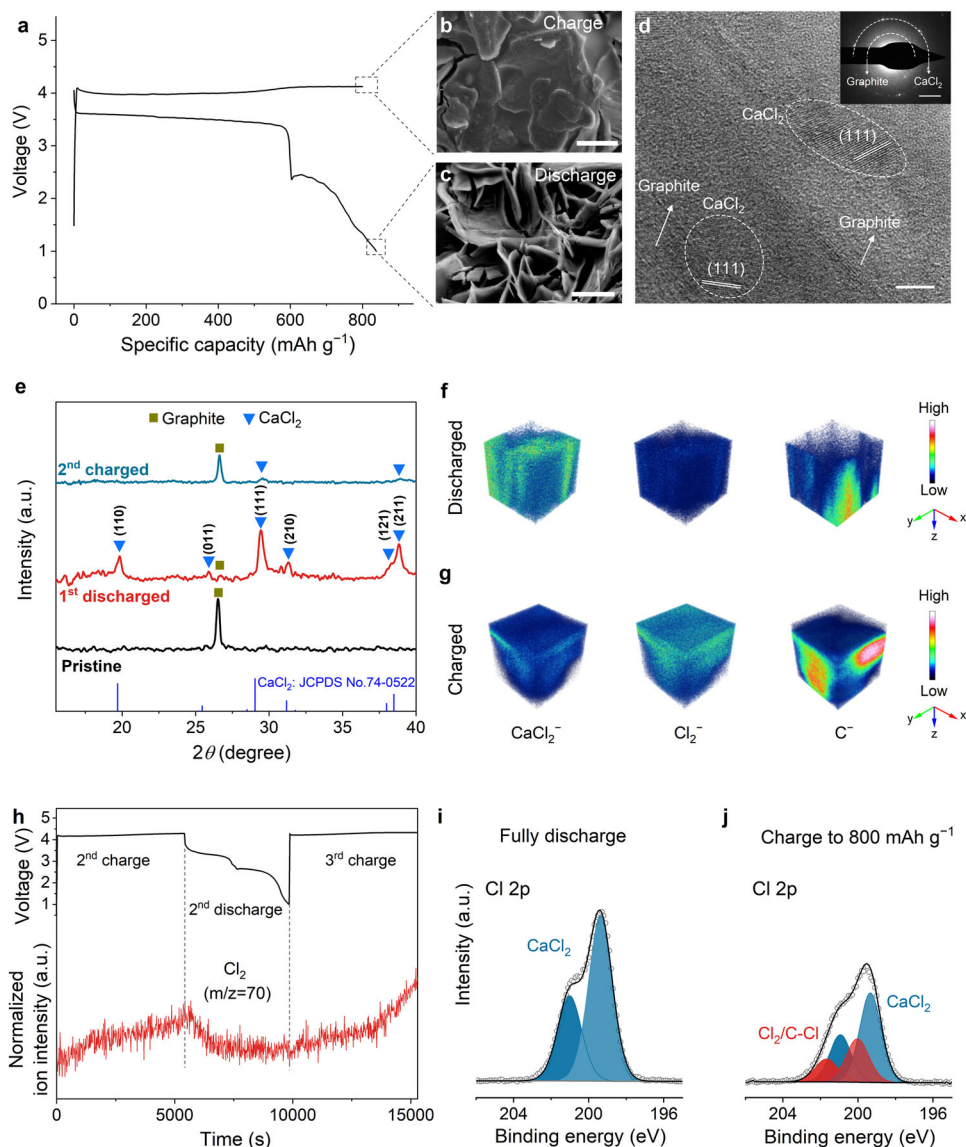 a
5
4
3
2
1
0
Voltage (V)
0 200 400 600 800
Specific capacity (mAh g⁻¹)
b Charge
c Discharge
d
Graphite CaCl₂
CaCl₂
(111)
Graphite
CaCl₂
Graphite
(111)
e
Graphite CaCl₂
2nd charged
(110)
(011)
(111)
(210)
(121)
(211)
1st discharged
Pristine
CaCl₂: JCPDS No.74-0522
Intensity (a.u.)
20 25 30 35 40
2θ (degree)
f
Discharged
High
Low
y x
z
g
Charged
High
Low
y x
z
CaCl₂⁻ Cl₂⁻ C⁻
h
Voltage (V)
5
4
3
2
1
2nd charge
2nd discharge
3rd charge
Normalized
ion intensity (a.u.)
Cl₂
(m/z=70)
0 5000 10000 15000
Time (s)
i
Fully discharge
Cl 2p
CaCl₂
Intensity (a.u.)
204 200 196
Binding energy (eV)
j
Charge to 800 mAh g⁻¹
Cl 2p
CaCl₂
Cl₂/C-Cl
204 200 196
Binding energy (eV)